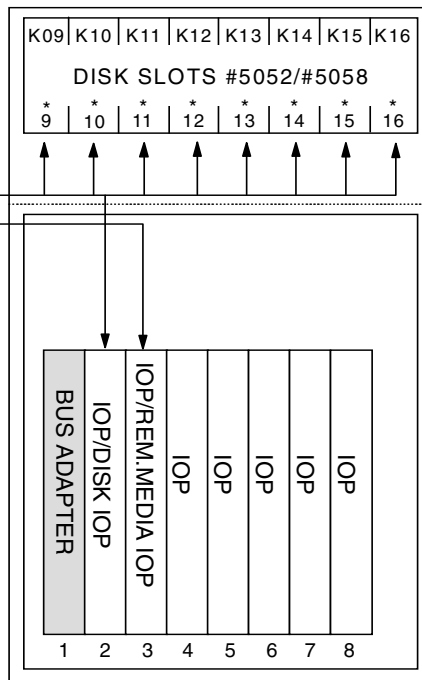 K09 K10 K11 K12 K13 K14 K15 K16
DISK SLOTS #5052/#5058
* * * * * * * *
9 10 11 12 13 14 15 16
BUS ADAPTER
IOP/DISK IOP
IOP/REM.MEDIA IOP
IOP
IOP
IOP
IOP
IOP
1 2 3 4 5 6 7 8